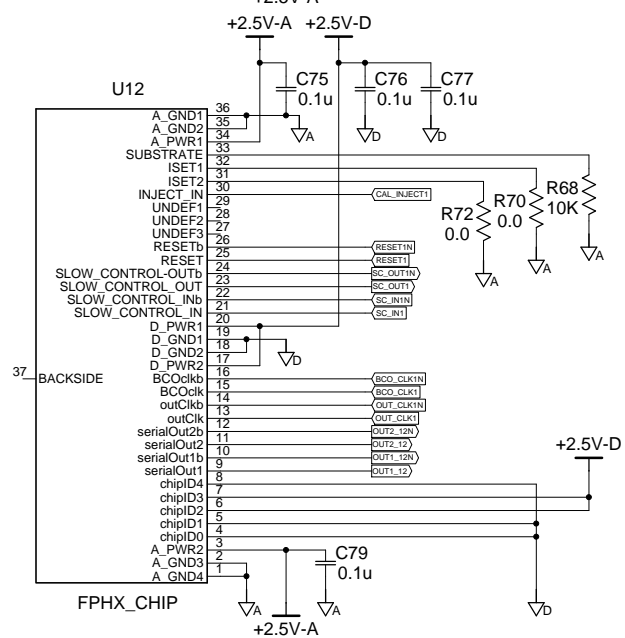 +2.5V-A
+2.5V-A +2.5V-D
U12
C75 0.1u
C76 0.1u
C77 0.1u
A_GND1 36
A_GND2 35
A_PWR1 34
SUBSTRATE 33
ISET1 32
ISET2 31
INJECT_IN 30 CAL_INJECT1
UNDEF1 29
UNDEF2 28
UNDEF3 27
RESETb 26 RESET1N
RESET 25 RESET1
SLOW_CONTROL-OUTb 24 SC_OUT1N
SLOW_CONTROL_OUT 23 SC_OUT1
SLOW_CONTROL_INb 22 SC_IN1N
SLOW_CONTROL_IN 21 SC_IN1
D_PWR1 20
D_GND1 19
D_GND2 18
D_PWR2 17
37 BACKSIDE
BCOclkb 16 BCO_CLK1N
BCOclk 15 BCO_CLK1
outClkb 14 OUT_CLK1N
outClk 13 OUT_CLK1
serialOut2b 12 OUT2_12N
serialOut2 11 OUT2_12
serialOut1b 10 OUT1_12N
serialOut1 9 OUT1_12
chipID4 8
chipID3 7
chipID2 6
chipID1 5
chipID0 4
A_PWR2 3
A_GND3 2
A_GND4 1
FPHX_CHIP
A
D
D
R72 0.0
R70 0.0
R68 10K
A
A
A
D
+2.5V-D
C79 0.1u
A
A
D
+2.5V-A